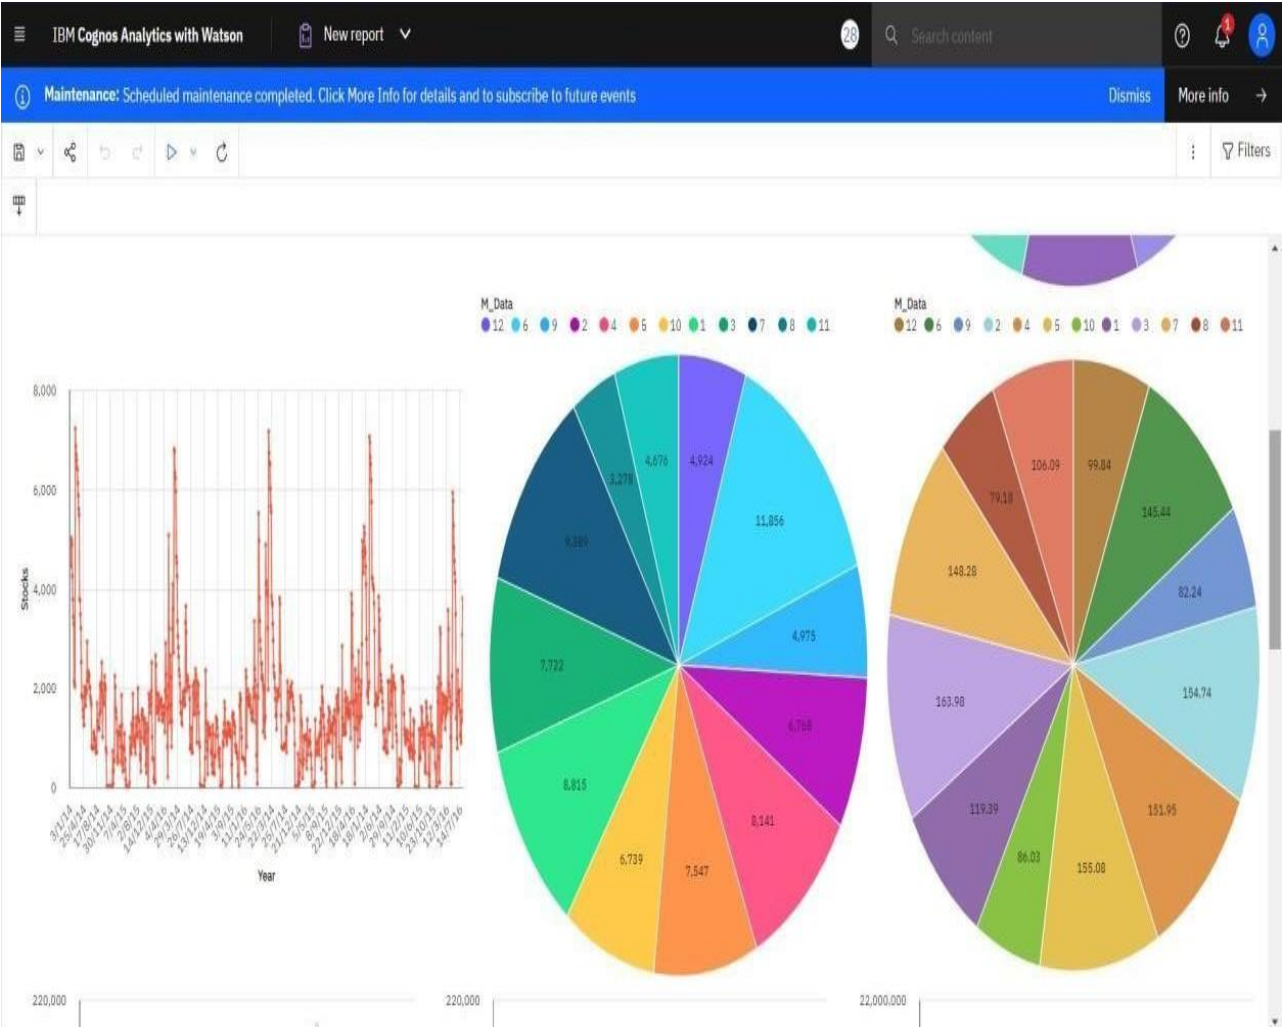 IBM Cognos Analytics with Watson
New report
28
Search content
1
Maintenance: Scheduled maintenance completed. Click More Info for details and to subscribe to future events
Dismiss
More info
Filters
8,000
6,000
4,000
2,000
0
Stocks
Year
M_Data
12 6 9 2 4 5 10 1 3 7 8 11
4,924
11,856
4,975
6,768
8,141
7,547
6,739
8,815
7,722
3,278
4,676
M_Data
12 6 9 2 4 5 10 1 3 7 8 11
99.84
145.44
82.24
154.74
151.95
155.08
86.03
119.39
163.98
148.28
79.18
106.09
220,000
220,000
22,000.000